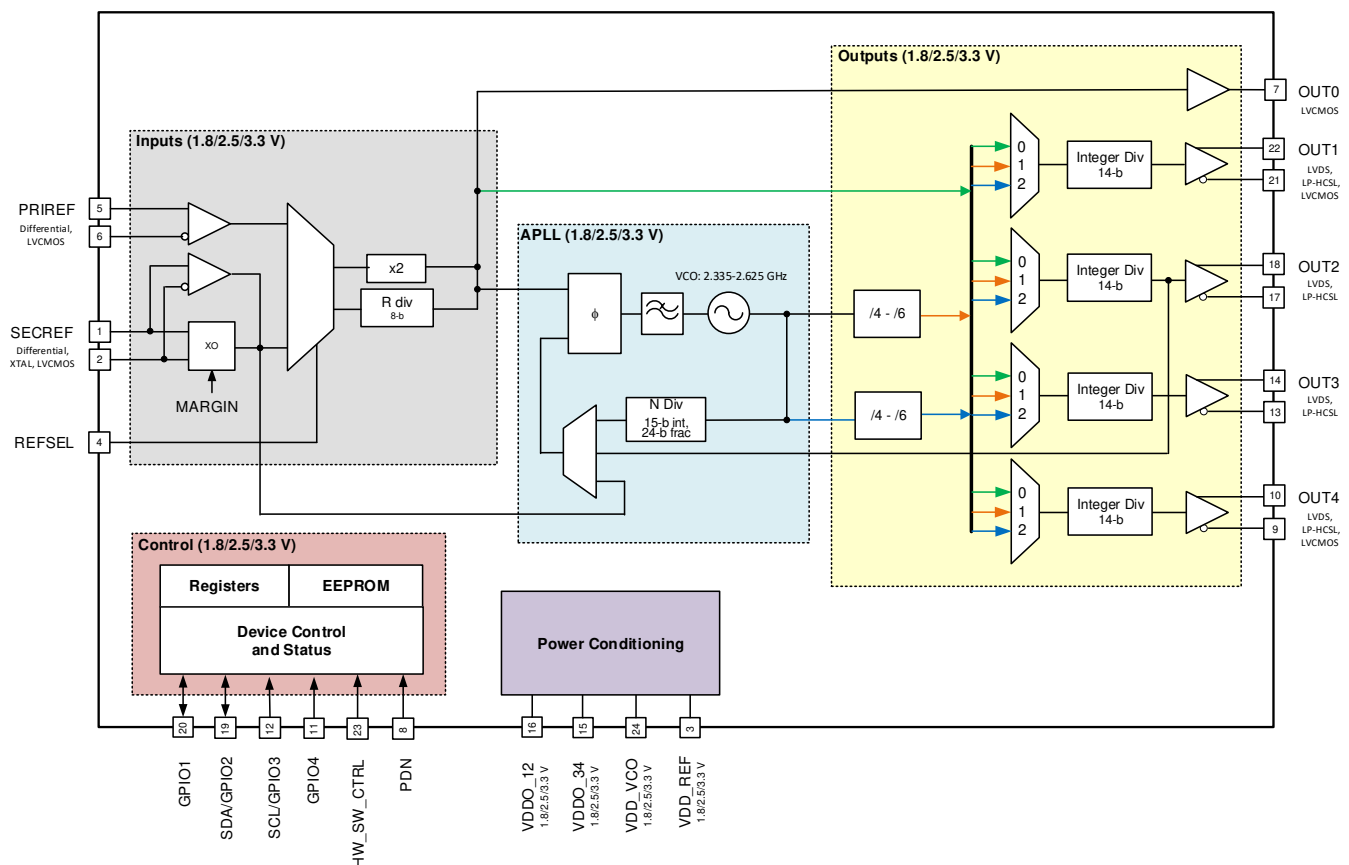 Outputs (1.8/2.5/3.3 V)
7
OUT0
LVCMOS
Inputs (1.8/2.5/3.3 V)
0
1
2
Integer Div
14-b
22
21
OUT1
LVDS,
LP-HCSL,
LVCMOS
PRIREF
Differential,
LVCMOS
5
6
APLL (1.8/2.5/3.3 V)
x2
R div
8-b
VCO: 2.335-2.625 GHz
ϕ
/4 - /6
0
1
2
Integer Div
14-b
18
17
OUT2
LVDS,
LP-HCSL
SECREF
Differential,
XTAL, LVCMOS
1
2
XO
MARGIN
REFSEL
4
N Div
15-b int,
24-b frac
/4 - /6
0
1
2
Integer Div
14-b
14
13
OUT3
LVDS,
LP-HCSL
0
1
2
Integer Div
14-b
10
9
OUT4
LVDS,
LP-HCSL,
LVCMOS
Control (1.8/2.5/3.3 V)
Registers
EEPROM
Device Control
and Status
Power Conditioning
20
19
12
11
23
8
16
15
24
3
GPIO1
SDA/GPIO2
SCL/GPIO3
GPIO4
HW_SW_CTRL
PDN
VDDO_12
1.8/2.5/3.3 V
VDDO_34
1.8/2.5/3.3 V
VDD_VCO
1.8/2.5/3.3 V
VDD_REF
1.8/2.5/3.3 V